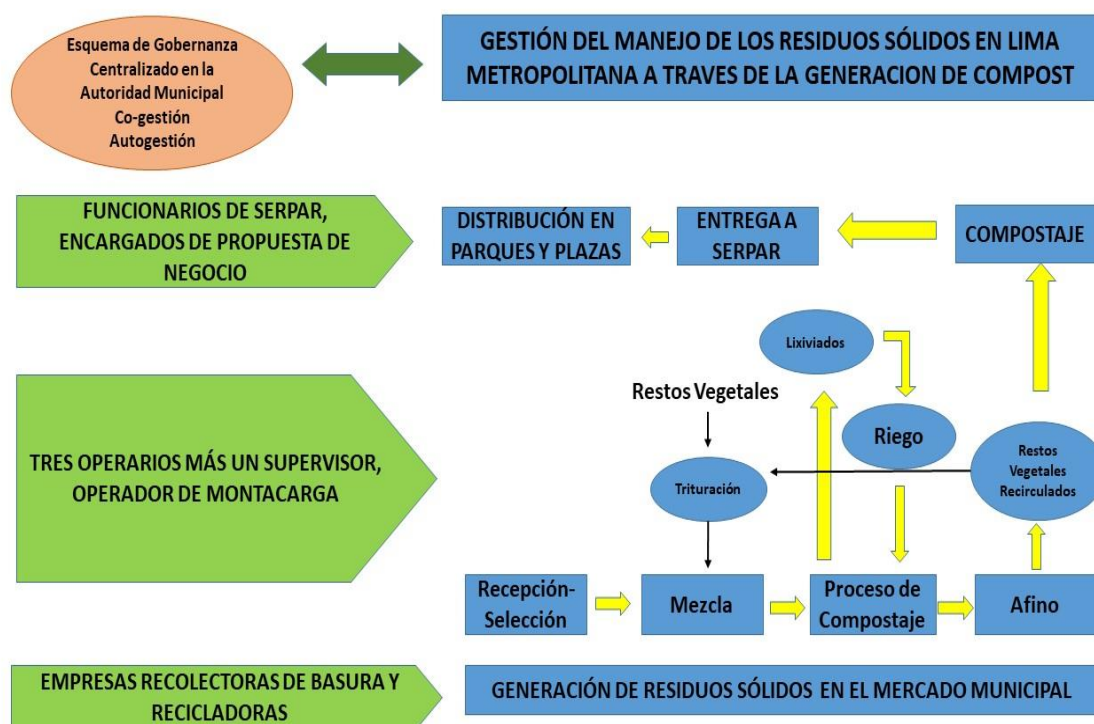 Esquema de Gobernanza
Centralizado en la
Autoridad Municipal
Co-gestión
Autogestión
GESTIÓN DEL MANEJO DE LOS RESIDUOS SÓLIDOS EN LIMA
METROPOLITANA A TRAVES DE LA GENERACION DE COMPOST
FUNCIONARIOS DE SERPAR,
ENCARGADOS DE PROPUESTA DE
NEGOCIO
DISTRIBUCIÓN EN
PARQUES Y PLAZAS
ENTREGA A
SERPAR
COMPOSTAJE
Lixiviados
Restos Vegetales
Riego
TRES OPERARIOS MÁS UN SUPERVISOR,
OPERADOR DE MONTACARGA
Trituración
Restos
Vegetales
Recirculados
Recepción-
Selección
Mezcla
Proceso de
Compostaje
Afino
EMPRESAS RECOLECTORAS DE BASURA Y
RECICLADORAS
GENERACIÓN DE RESIDUOS SÓLIDOS EN EL MERCADO MUNICIPAL